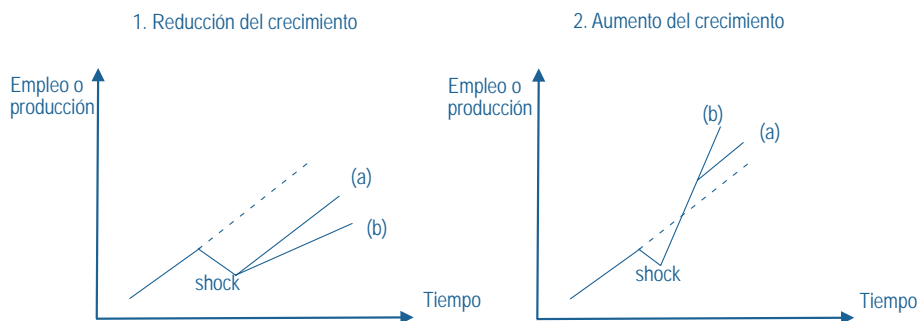 1. Reducción del crecimiento
Empleo o
producción
(a)
(b)
shock
Tiempo
2. Aumento del crecimiento
Empleo o
producción
(b)
(a)
shock
Tiempo